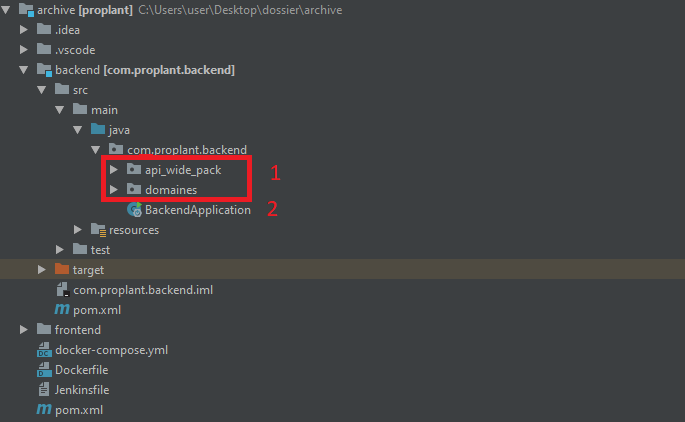 archive [proplant] C:\Users\user\Desktop\dossier\archive
.idea
.vscode
backend [com.proplant.backend]
src
main
java
com.proplant.backend
api_wide_pack 1
domaines
BackendApplication 2
resources
test
target
com.proplant.backend.iml
pom.xml
frontend
docker-compose.yml
Dockerfile
Jenkinsfile
pom.xml